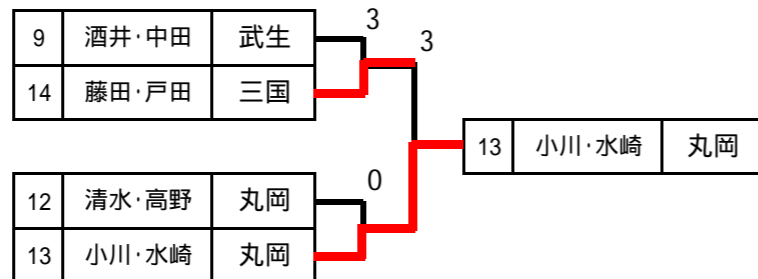 9 酒井・中田 武生
14 藤田・戸田 三国
3
3
13 小川・水崎 丸岡
12 清水・高野 丸岡
13 小川・水崎 丸岡
0